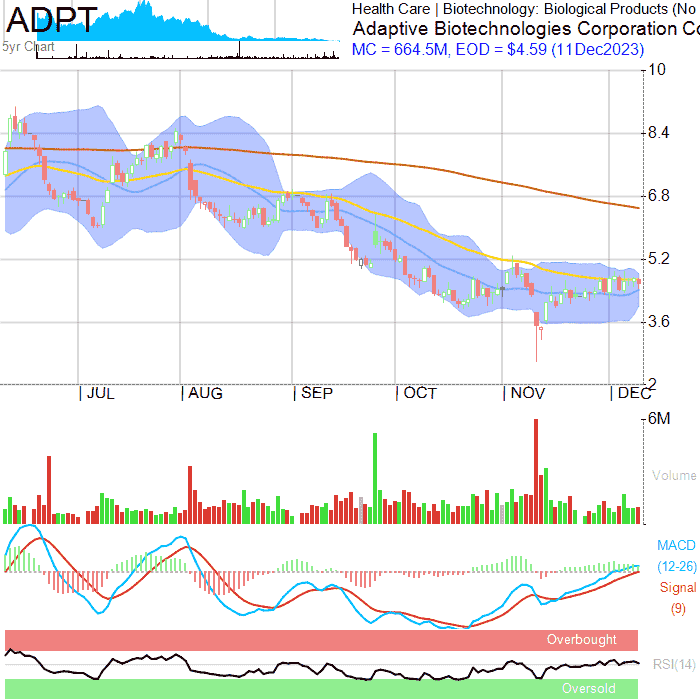 ADPT
5yr Chart
Health Care | Biotechnology: Biological Products (No
Adaptive Biotechnologies Corporation Co
MC = 664.5M, EOD = $4.59 (11Dec2023)
10
8.4
6.8
5.2
3.6
2
JUL AUG SEP OCT NOV DEC
6M
Volume
MACD
(12-26)
Signal
(9)
Overbought
RSI(14)
Oversold